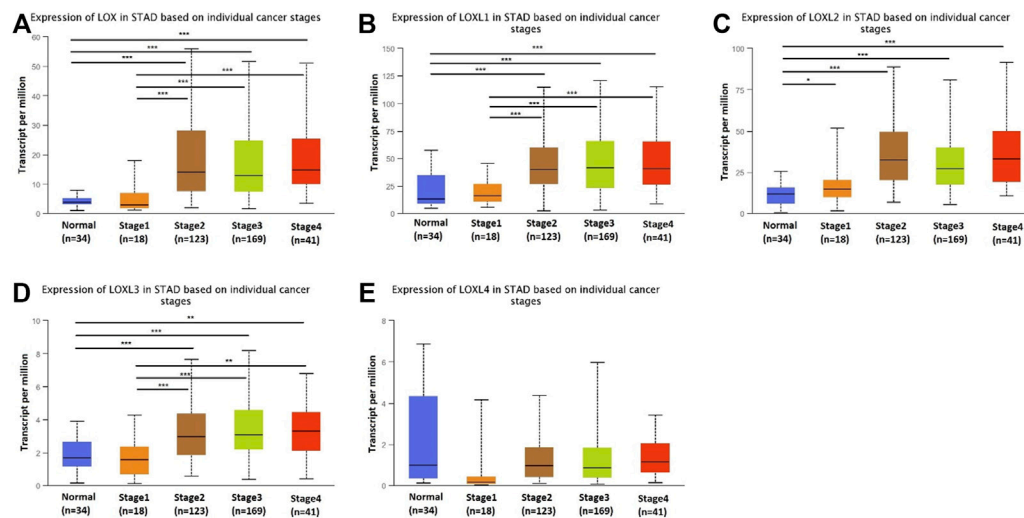 A
Expression of LOX in STAD based on individual cancer stages
Transcript per million
60
50
40
30
20
10
0
***
***
***
***
***
***
Normal
(n=34)
Stage1
(n=18)
Stage2
(n=123)
Stage3
(n=169)
Stage4
(n=41)
B
Expression of LOXL1 in STAD based on individual cancer
stages
Transcript per million
150
125
100
75
50
25
0
***
***
***
***
***
***
Normal
(n=34)
Stage1
(n=18)
Stage2
(n=123)
Stage3
(n=169)
Stage4
(n=41)
C
Expression of LOXL2 in STAD based on individual cancer
stages
Transcript per million
100
75
50
25
0
***
***
***
*
Normal
(n=34)
Stage1
(n=18)
Stage2
(n=123)
Stage3
(n=169)
Stage4
(n=41)
D
Expression of LOXL3 in STAD based on individual cancer
stages
Transcript per million
10
8
6
4
2
0
**
***
***
**
***
***
Normal
(n=34)
Stage1
(n=18)
Stage2
(n=123)
Stage3
(n=169)
Stage4
(n=41)
E
Expression of LOXL4 in STAD based on individual cancer
stages
Transcript per million
8
6
4
2
0
Normal
(n=34)
Stage1
(n=18)
Stage2
(n=123)
Stage3
(n=169)
Stage4
(n=41)